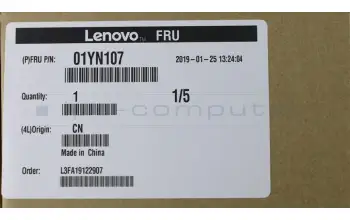 Lenovo™ FRU
(P)FRU P/N: 01YN107 2019-01-25 13:24:04
Quantity: 1 1/5
(4L)Origin: CN
Made in China
Order: L3FA19122907